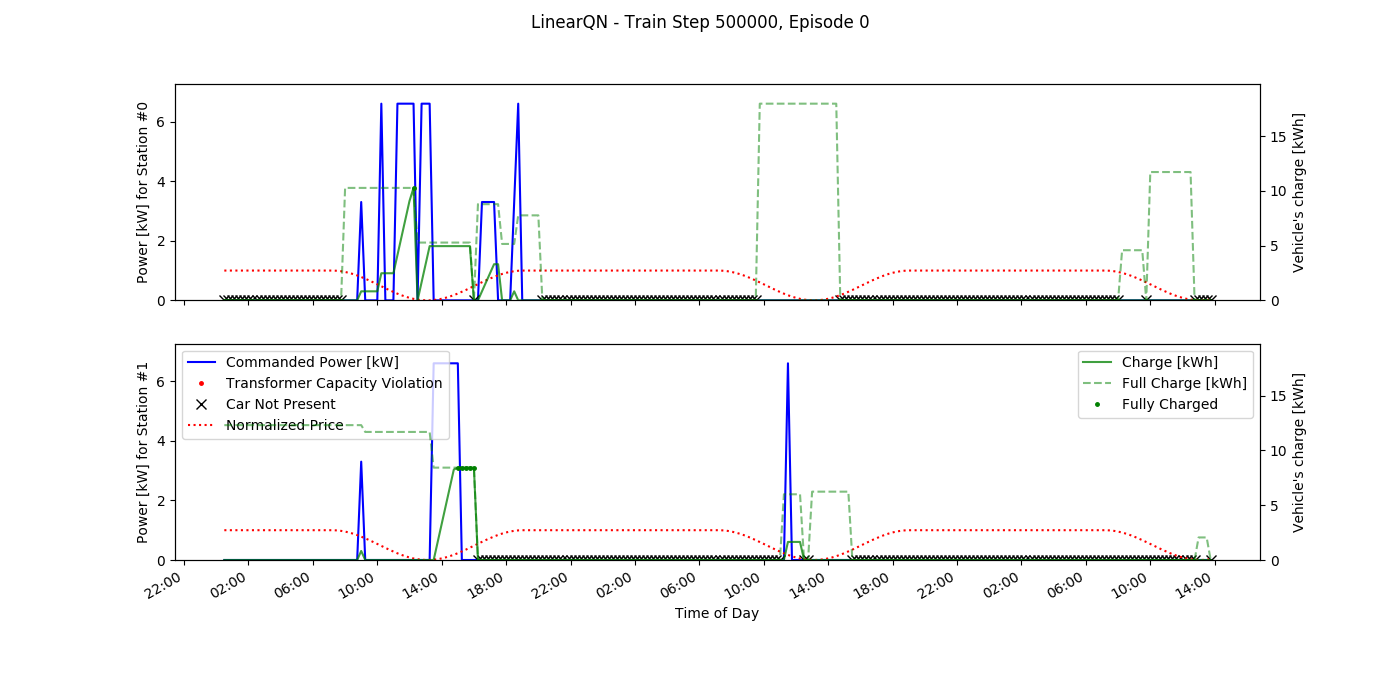 LinearQN - Train Step 500000, Episode 0
Power [kW] for Station #0
6
4
2
0
15
10
5
0
Vehicle's charge [kWh]
Power [kW] for Station #1
6
4
2
0
Commanded Power [kW]
Transformer Capacity Violation
Car Not Present
Normalized Price
Charge [kWh]
Full Charge [kWh]
Fully Charged
15
10
5
0
Vehicle's charge [kWh]
22:00 02:00 06:00 10:00 14:00 18:00 22:00 02:00 06:00 10:00 14:00 18:00 22:00 02:00 06:00 10:00 14:00
Time of Day